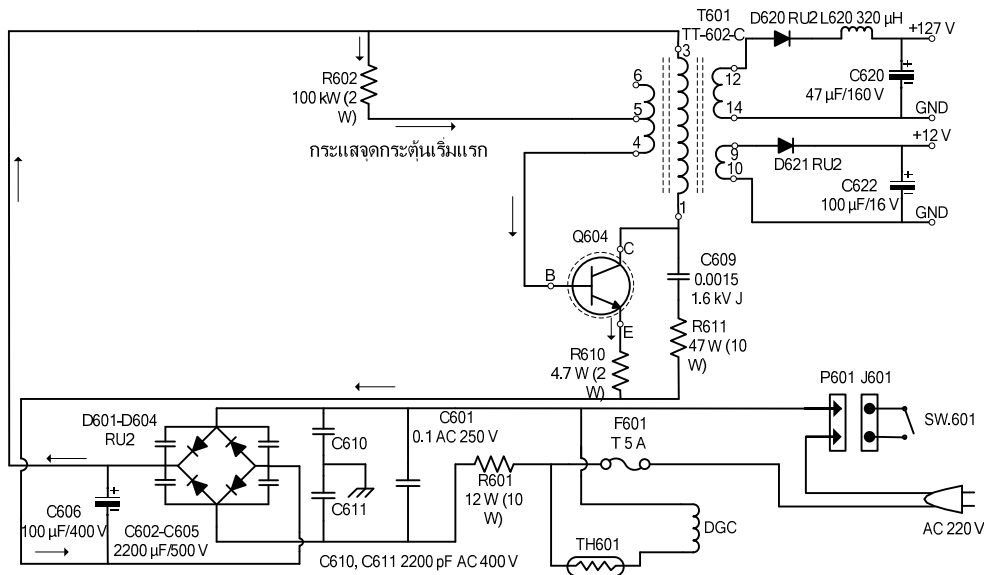 T601
TT-602-C
D620 RU2
L620 320 µH
+127 V
3
R602
100 kW (2
W)
6
5
4
12
14
C620
47 µF/160 V
GND
+12 V
กระแสจุดกระตุ้นเริ่มแรก
9
10
D621 RU2
C622
100 µF/16 V
GND
1
Q604
C
B
E
C609
0.0015
1.6 kV J
R611
47 W (10
W)
R610
4.7 W (2
W)
P601
J601
SW.601
D601-D604
RU2
C610
C611
C601
0.1 AC 250 V
F601
T 5 A
R601
12 W (10
W)
C606
100 µF/400 V
C602-C605
2200 µF/500 V
C610, C611 2200 pF AC 400 V
TH601
DGC
AC 220 V